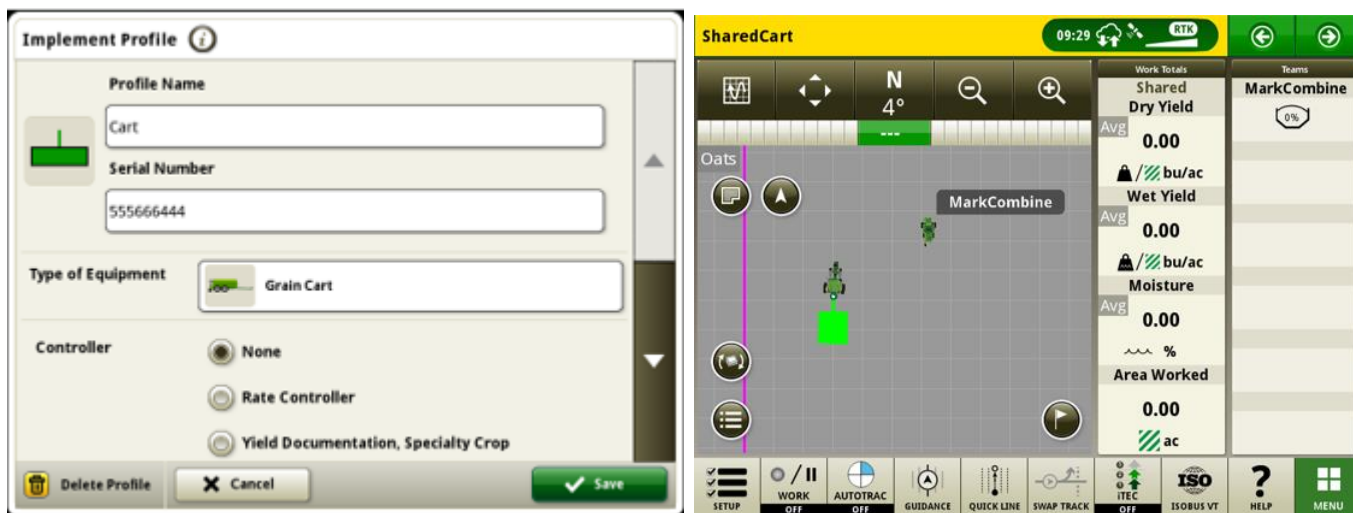 Implement Profile
Profile Name
Cart
Serial Number
555666444
Type of Equipment
Grain Cart
Controller
None
Rate Controller
Yield Documentation, Specialty Crop
Delete Profile
Cancel
Save
SharedCart
09:29
RTK
N
4°
---
Oats
MarkCombine
Work Totals
Shared
Dry Yield
Avg
0.00
/ bu/ac
Wet Yield
Avg
0.00
/ bu/ac
Moisture
Avg
0.00
%
Area Worked
0.00
ac
Teams
MarkCombine
0%
SETUP
WORK
OFF
AUTOTRAC
OFF
GUIDANCE
QUICK LINE
SWAP TRACK
iTEC
OFF
ISO
ISOBUS VT
?
HELP
MENU